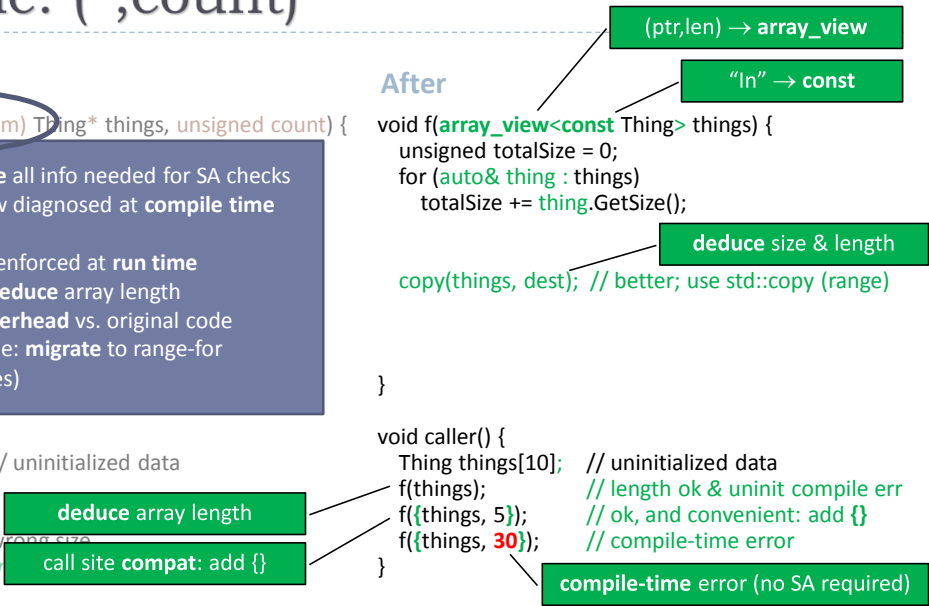 (*,count)
(ptr,len) → array_view
"In" → const
After
m) Thing* things, unsigned count) {
all info needed for SA checks
diagnosed at compile time
enforced at run time
deduce array length
vs. original code
migrate to range-for
void f(array_view<const Thing> things) {
unsigned totalSize = 0;
for (auto& thing : things)
totalSize += thing.GetSize();
deduce size & length
copy(things, dest); // better; use std::copy (range)
}
/ uninitialized data
deduce array length
wrong size
call site compat: add {}
void caller() {
Thing things[10]; // uninitialized data
f(things); // length ok & uninit compile err
f({things, 5}); // ok, and convenient: add {}
f({things, 30}); // compile-time error
}
compile-time error (no SA required)